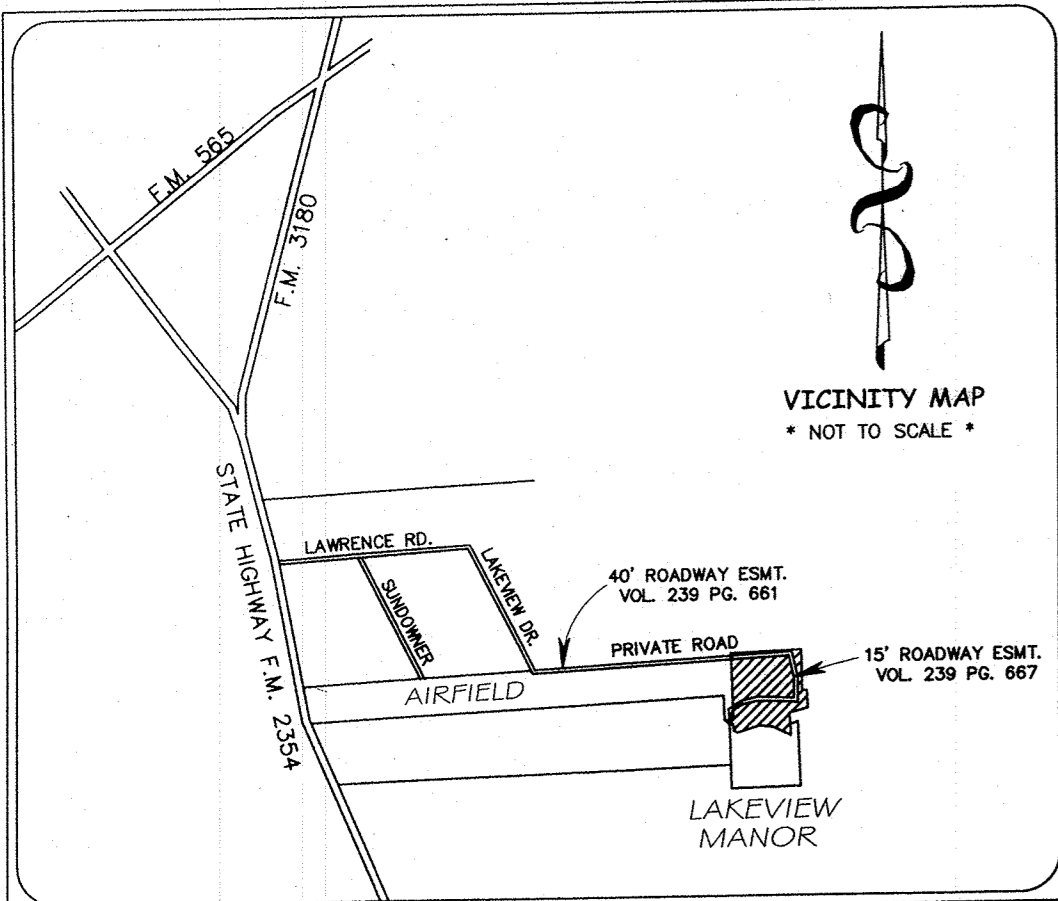 F.M. 565
F.M. 3180
VICINITY MAP
* NOT TO SCALE *
STATE HIGHWAY F.M. 2354
LAWRENCE RD.
SUNDOWNER
LAKEVIEW DR.
40' ROADWAY ESMT.
VOL. 239 PG. 661
PRIVATE ROAD
15' ROADWAY ESMT.
VOL. 239 PG. 667
AIRFIELD
LAKEVIEW
MANOR